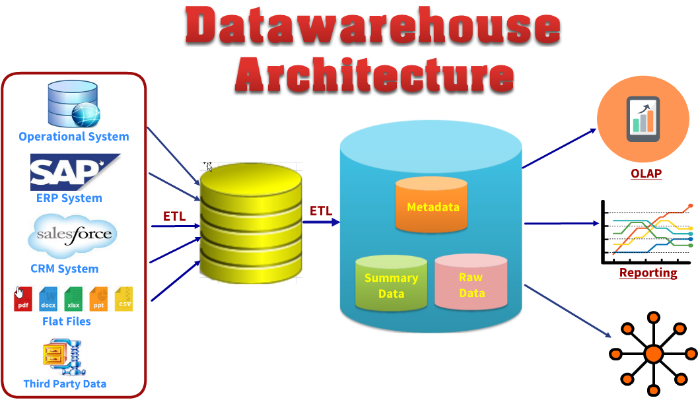 Datawarehouse
Architecture
Operational System
SAP
ERP System
salesforce
CRM System
pdf docx xlsx ppt csv
Flat Files
Third Party Data
ETL
ETL
Metadata
Summary
Data
Raw
Data
OLAP
Reporting